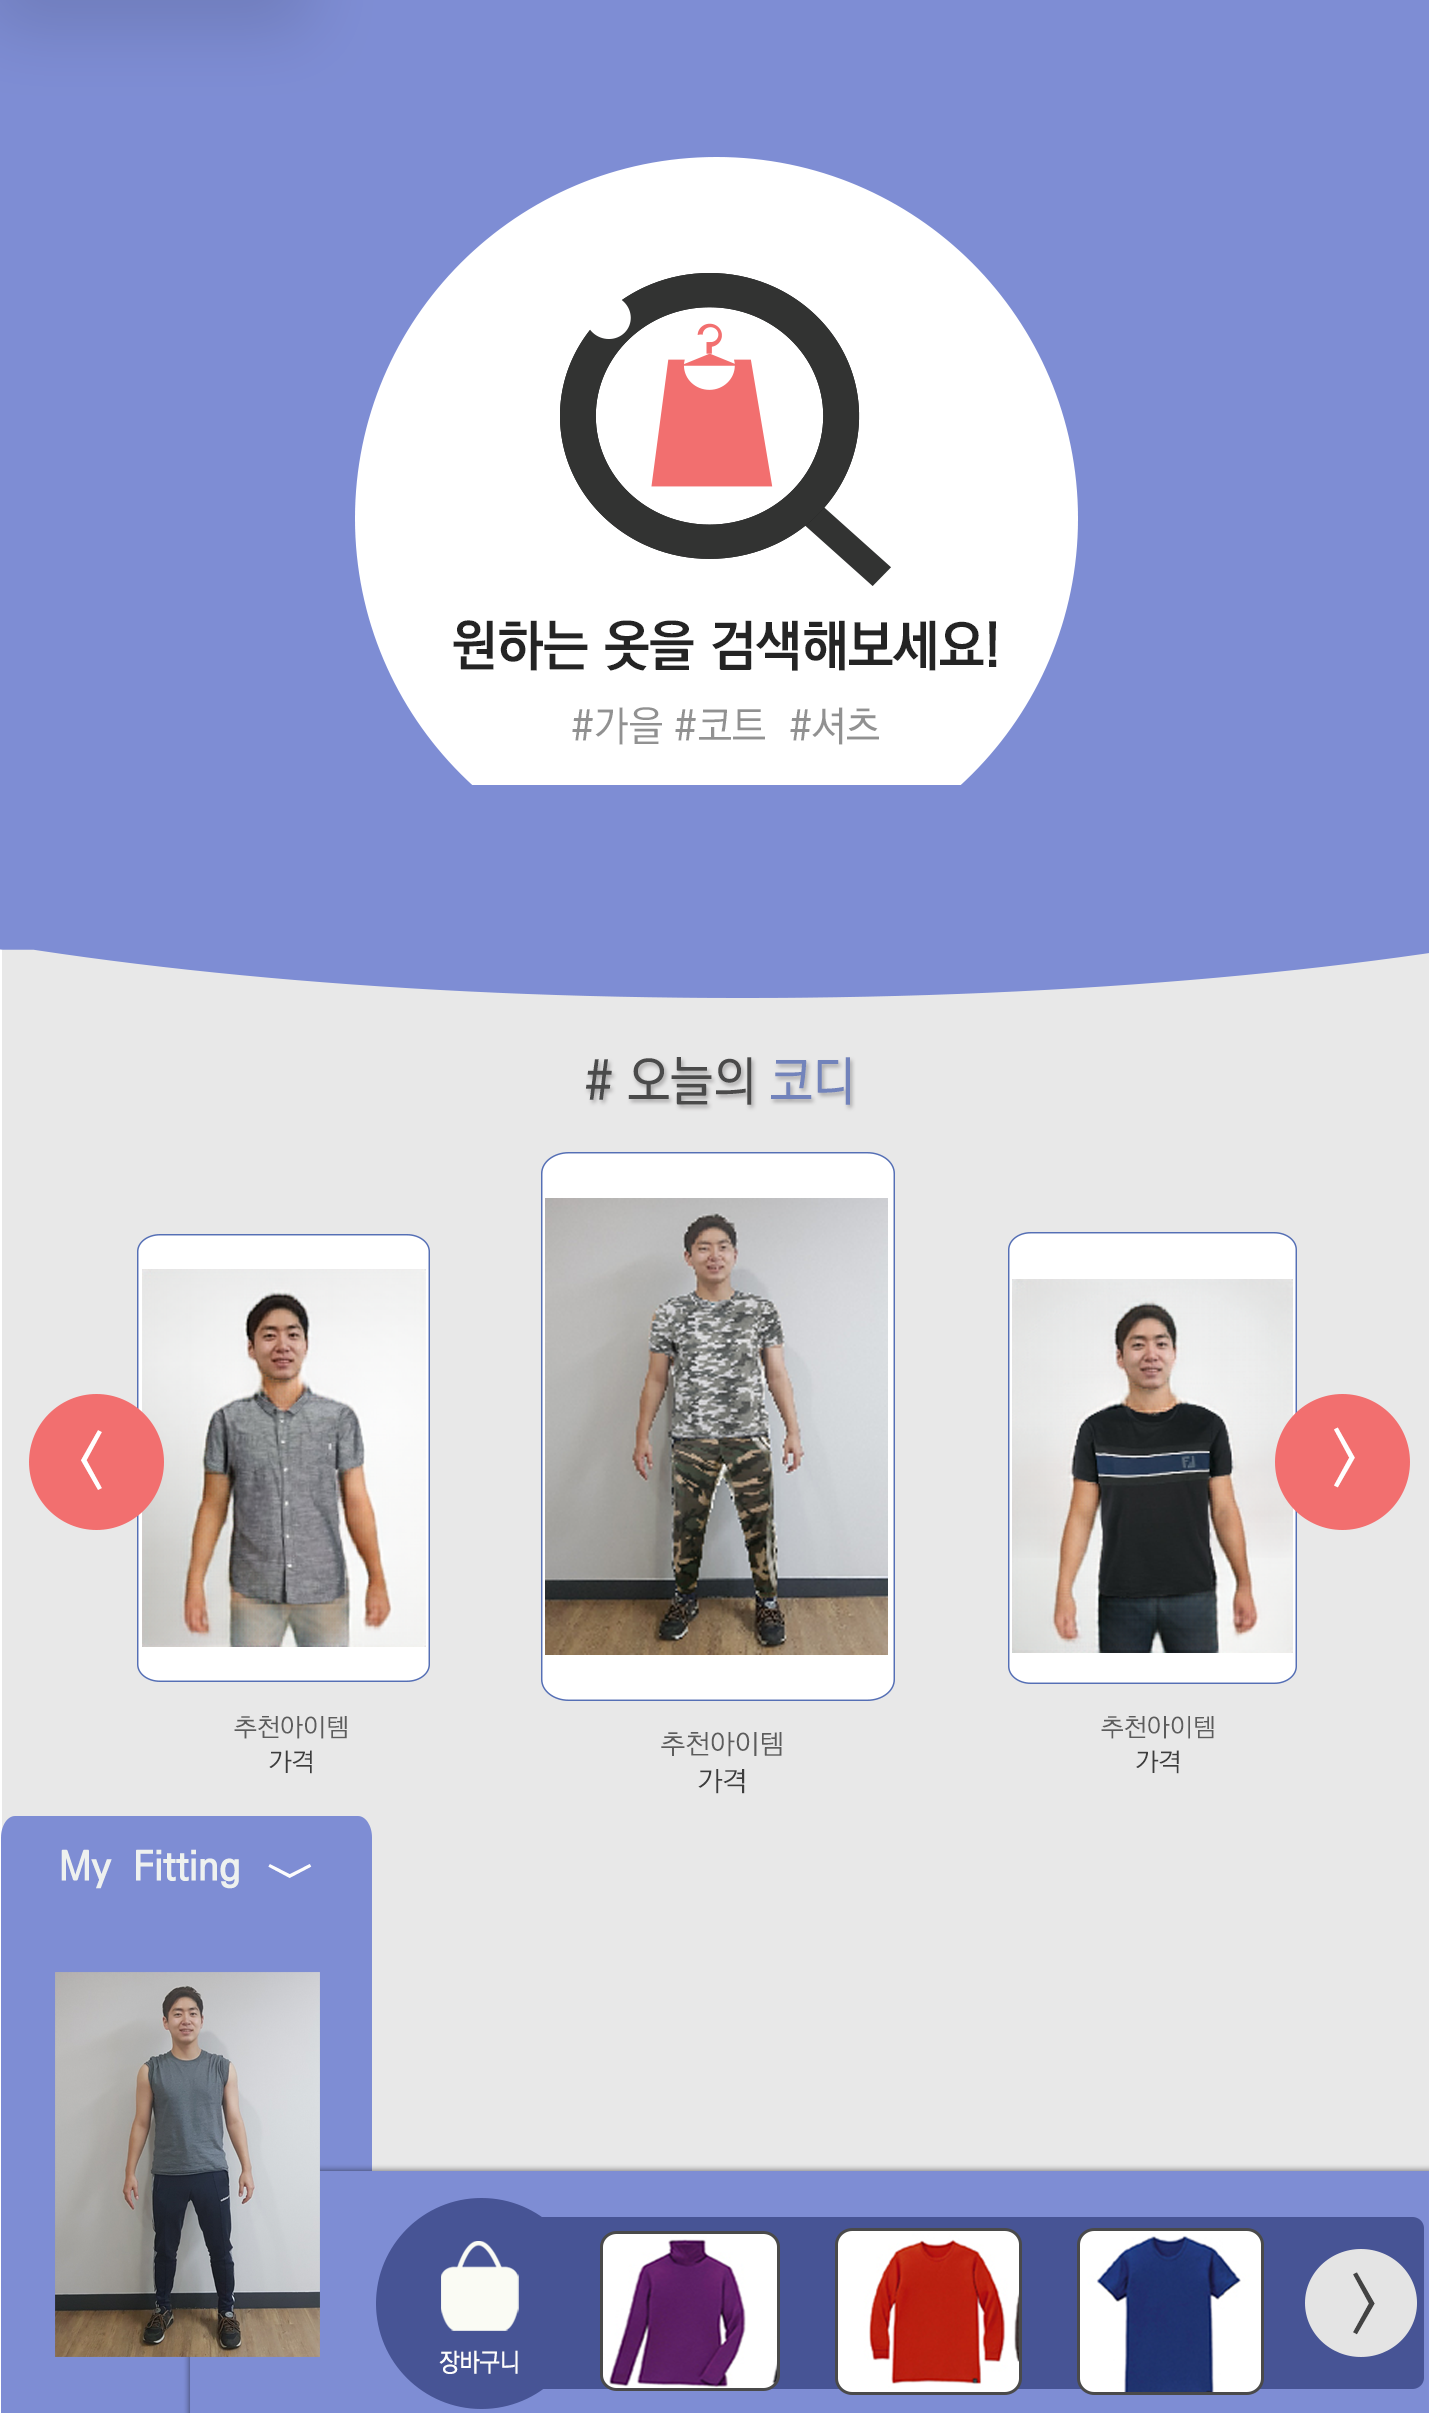 원하는 옷을 검색해보세요!
#가을 #코트 #셔츠
# 오늘의 코디
추천아이템
가격
추천아이템
가격
추천아이템
가격
My Fitting
장바구니